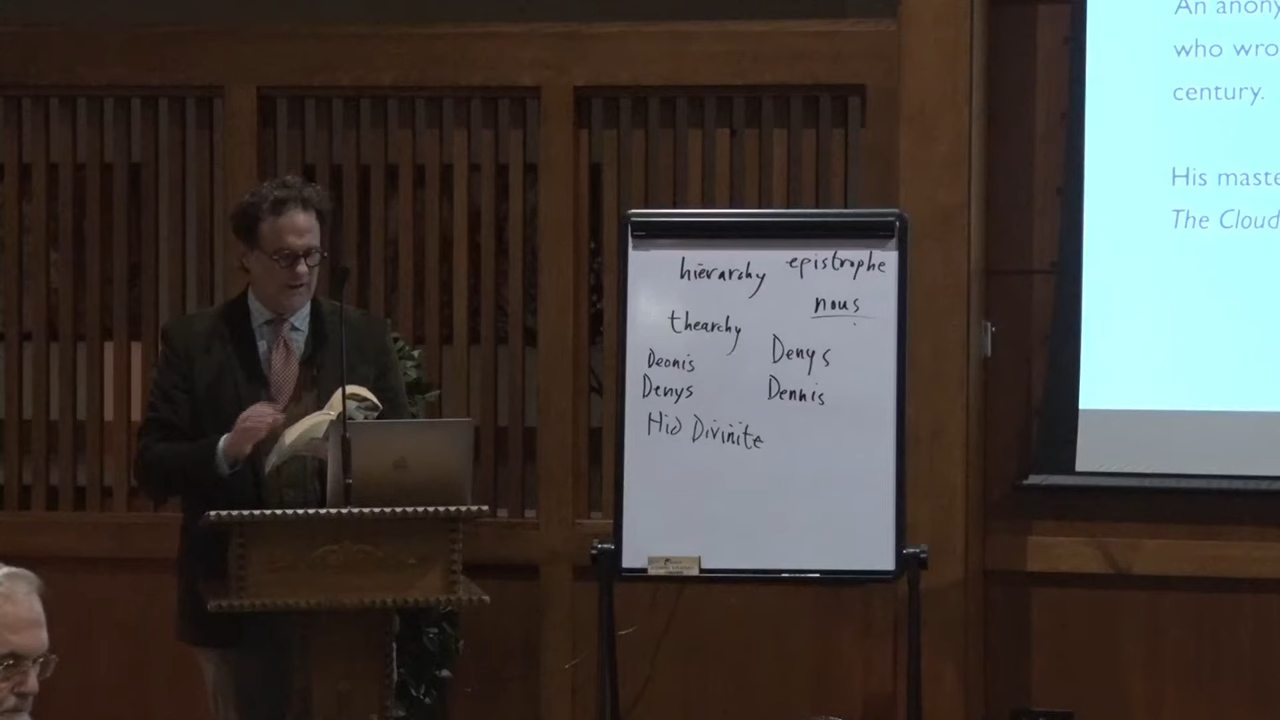 hierarchy epistrophe
nous
thearchy
Deonis Denys
Denys Dennis
Hid Divinite
An anony
who wro
century.
His maste
The Cloud